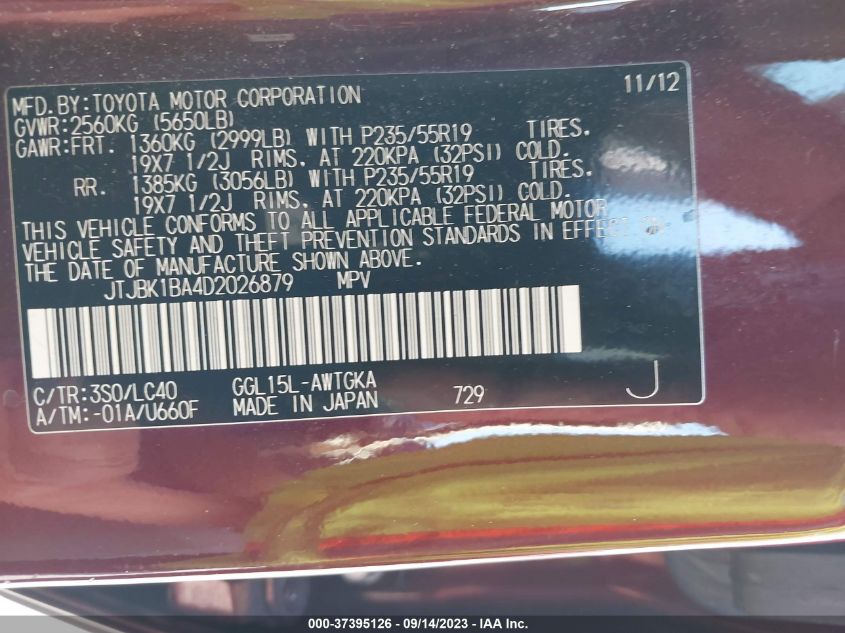 MFD.BY:TOYOTA MOTOR CORPORATION 11/12
GVWR:2560KG (5650LB)
GAWR:FRT. 1360KG (2999LB) WITH P235/55R19 TIRES.
19X7 1/2J RIMS. AT 220KPA (32PSI) COLD.
RR. 1385KG (3056LB) WITH P235/55R19 TIRES.
19X7 1/2J RIMS. AT 220KPA (32PSI) COLD.
THIS VEHICLE CONFORMS TO ALL APPLICABLE FEDERAL MOTOR
VEHICLE SAFETY AND THEFT PREVENTION STANDARDS IN EFFECT ON
THE DATE OF MANUFACTURE SHOWN ABOVE.
JTJBK1BA4D2026879 MPV
C/TR:3S0/LC40 GGL15L-AWTGKA
A/TM:-01A/U660F MADE IN JAPAN 729 J
000-37395126 - 09/14/2023 - IAA Inc.